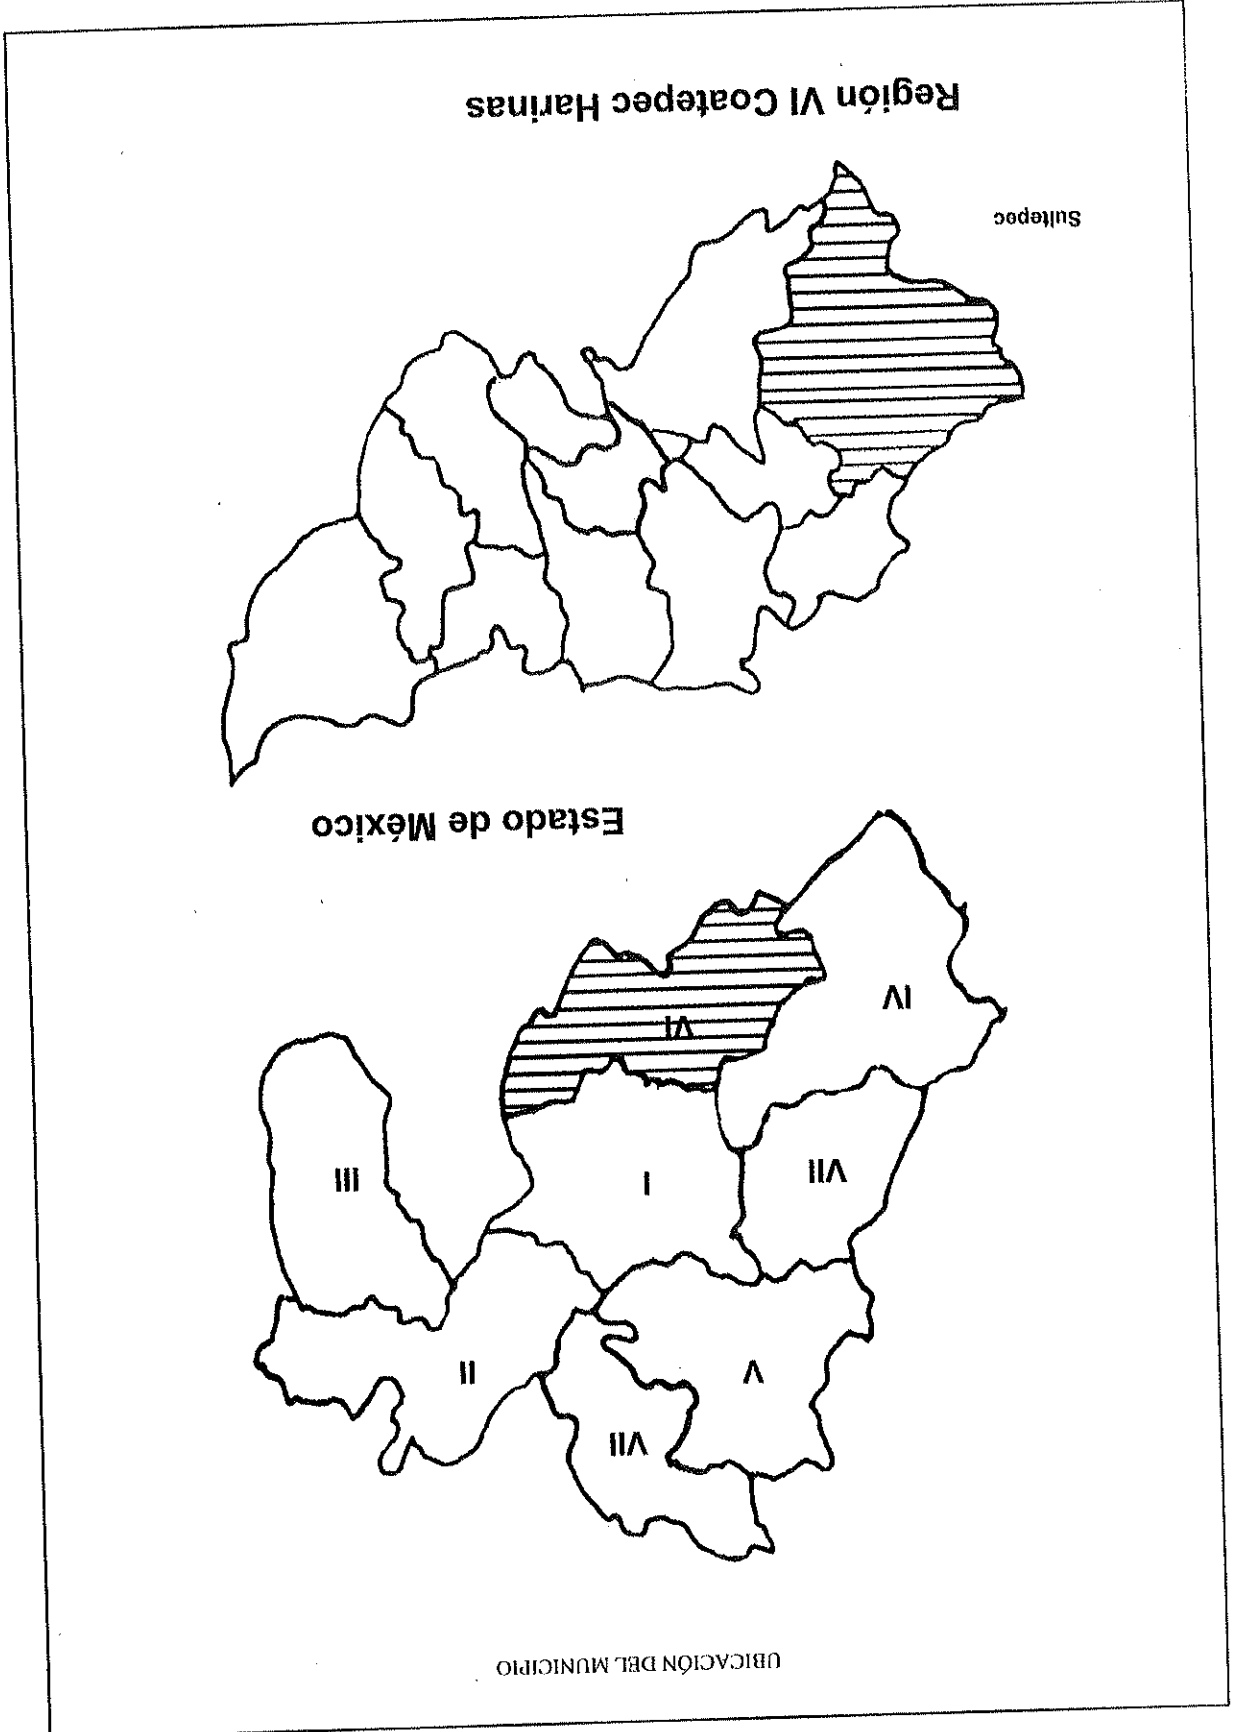 UBICACIÓN DEL MUNICIPIO
VII
V
II
VII
I
III
VI
IV
Estado de México
Sultepec
Región VI Coatepec Harinas